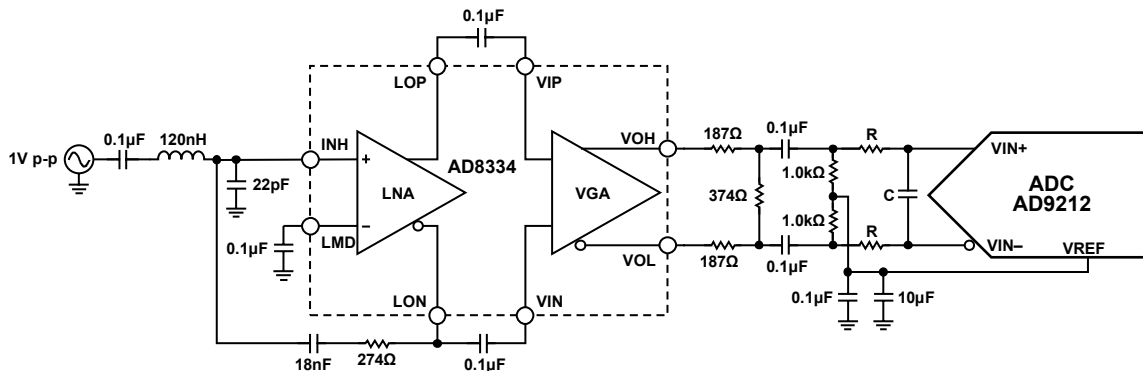 0.1µF
LOP
VIP
0.1µF
120nH
1V p-p
INH
+
AD8334
22pF
LNA
VGA
VOH
187Ω
0.1µF
R
VIN+
1.0kΩ
374Ω
C
ADC
AD9212
1.0kΩ
–
LMD
0.1µF
VOL
187Ω
0.1µF
R
VIN–
VREF
LON
VIN
0.1µF
10µF
18nF
274Ω
0.1µF